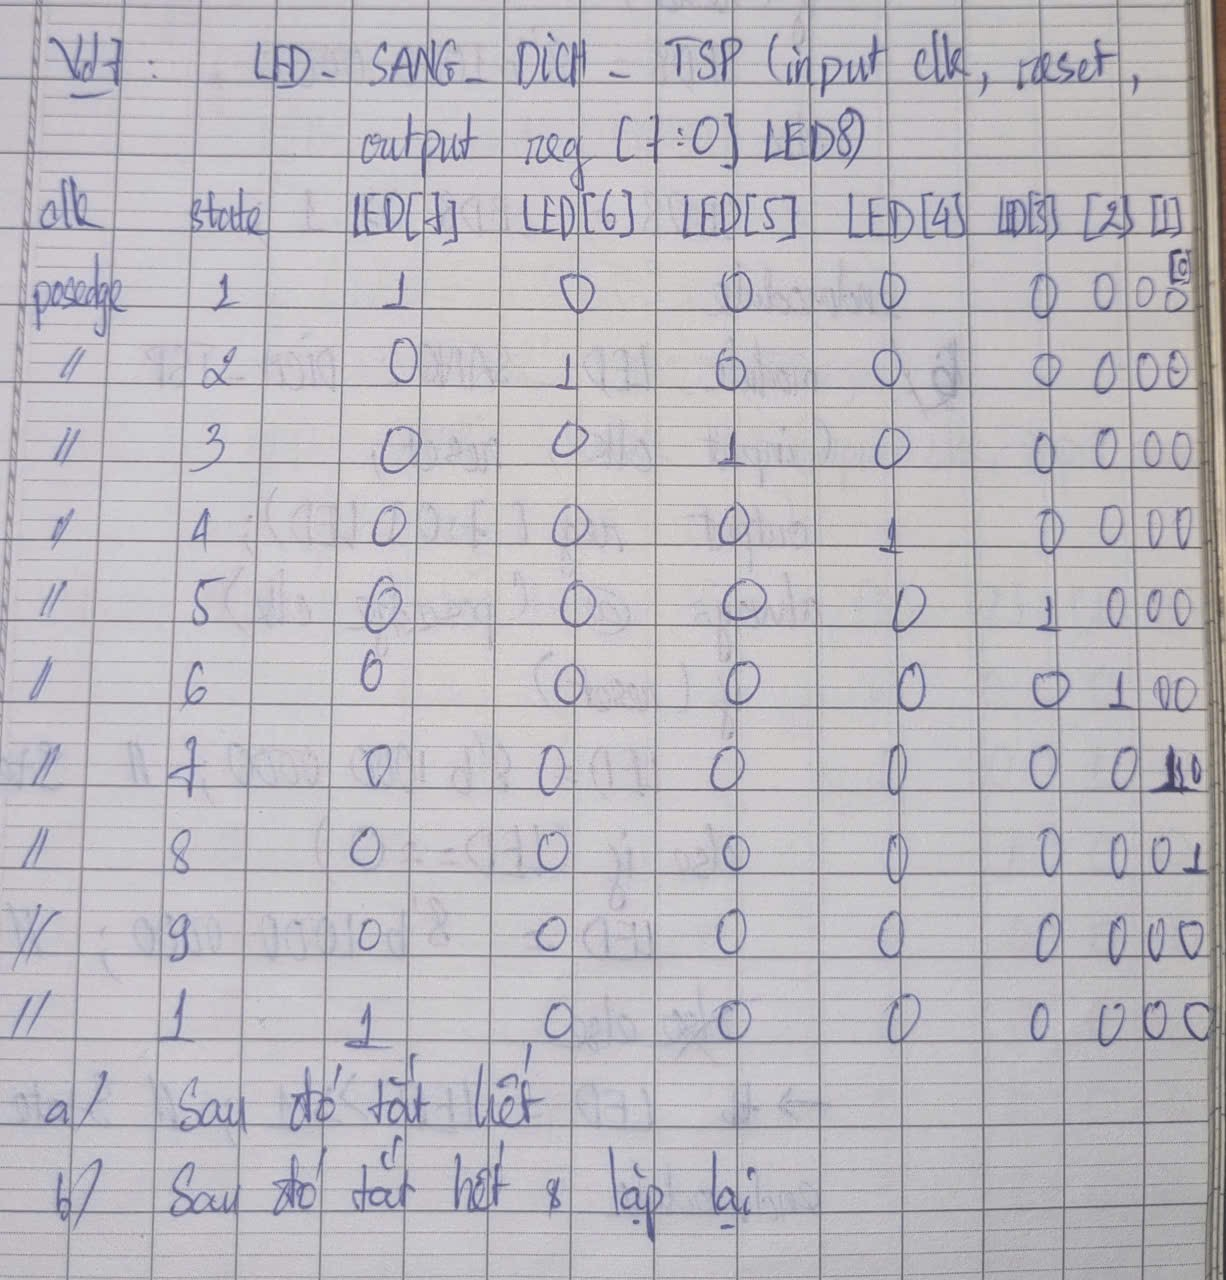 Vd7: LED_ SANG_ DICH_ TSP (input clk, reset,
output reg [7:0] LED8)
clk state LED[7] LED[6] LED[5] LED[4] LED[3] [2] [1] [0]
posedge 1 1 0 0 0 0 0 0 0
〃 2 0 1 0 0 0 0 0 0
〃 3 0 0 1 0 0 0 0 0
〃 4 0 0 0 1 0 0 0 0
〃 5 0 0 0 0 1 0 0 0
〃 6 0 0 0 0 0 1 0 0
〃 7 0 0 0 0 0 0 1 0
〃 8 0 0 0 0 0 0 0 1
〃 9 0 0 0 0 0 0 0 0
〃 1 1 0 0 0 0 0 0 0
a/ Sau đó tắt hết
b/ Sau đó tắt hết & lặp lại